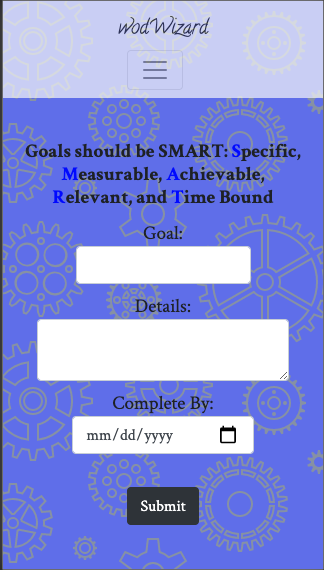 WodWizard
Goals should be SMART: Specific,
Measurable, Achievable,
Relevant, and Time Bound
Goal:
Details:
Complete By:
mm/dd/yyyy
Submit